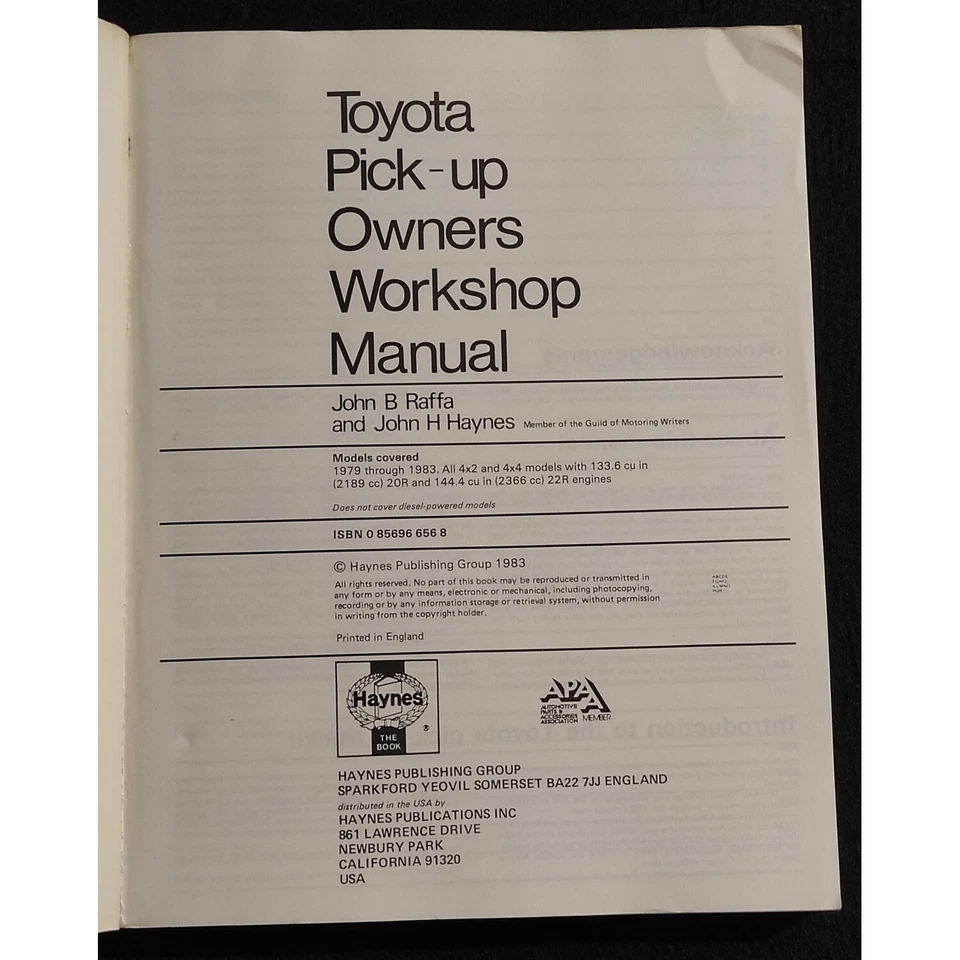 Toyota
Pick-up
Owners
Workshop
Manual
John B Raffa
and John H Haynes Member of the Guild of Motoring Writers
Models covered
1979 through 1983. All 4x2 and 4x4 models with 133.6 cu in
(2189 cc) 20R and 144.4 cu in (2366 cc) 22R engines
Does not cover diesel-powered models
ISBN 0 85696 656 8
© Haynes Publishing Group 1983
All rights reserved. No part of this book may be reproduced or transmitted in
any form or by any means, electronic or mechanical, including photocopying,
recording or by any information storage or retrieval system, without permission
in writing from the copyright holder.
Printed in England
Haynes
®
THE
BOOK
APAA
AUTOMOTIVE
PARTS &
ACCESSORIES
ASSOCIATION MEMBER
HAYNES PUBLISHING GROUP
SPARKFORD YEOVIL SOMERSET BA22 7JJ ENGLAND
distributed in the USA by
HAYNES PUBLICATIONS INC
861 LAWRENCE DRIVE
NEWBURY PARK
CALIFORNIA 91320
USA